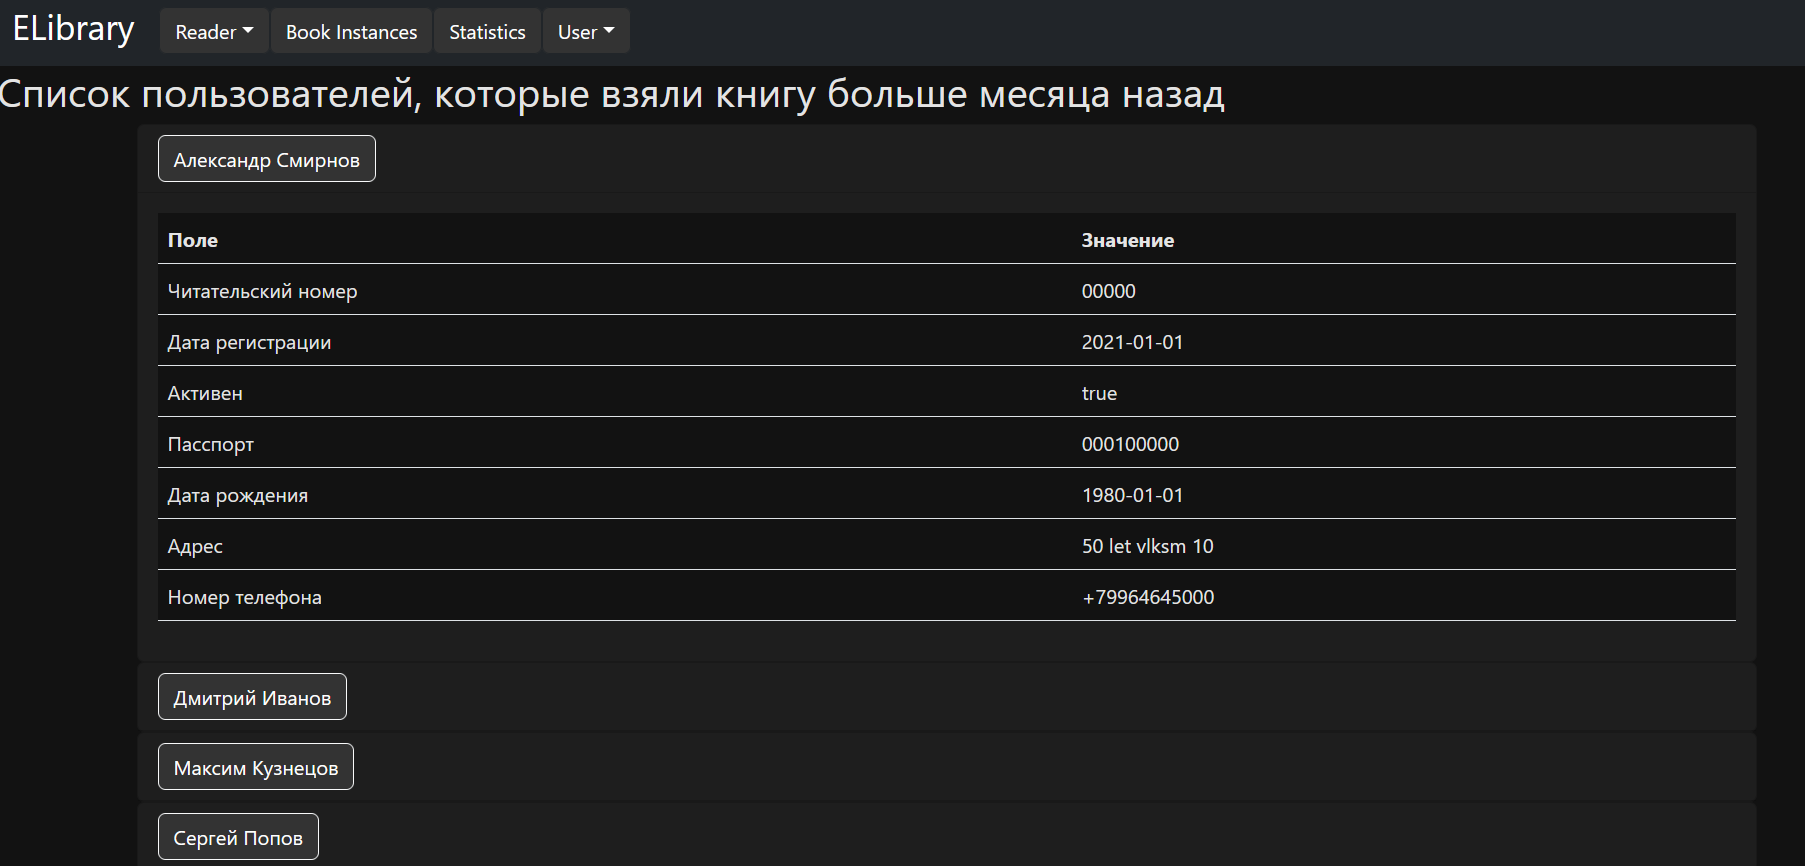 ELibrary Reader Book Instances Statistics User
Список пользователей, которые взяли книгу больше месяца назад
Александр Смирнов
Поле Значение
Читательский номер 00000
Дата регистрации 2021-01-01
Активен true
Пасспорт 000100000
Дата рождения 1980-01-01
Адрес 50 let vlksm 10
Номер телефона +79964645000
Дмитрий Иванов
Максим Кузнецов
Сергей Попов